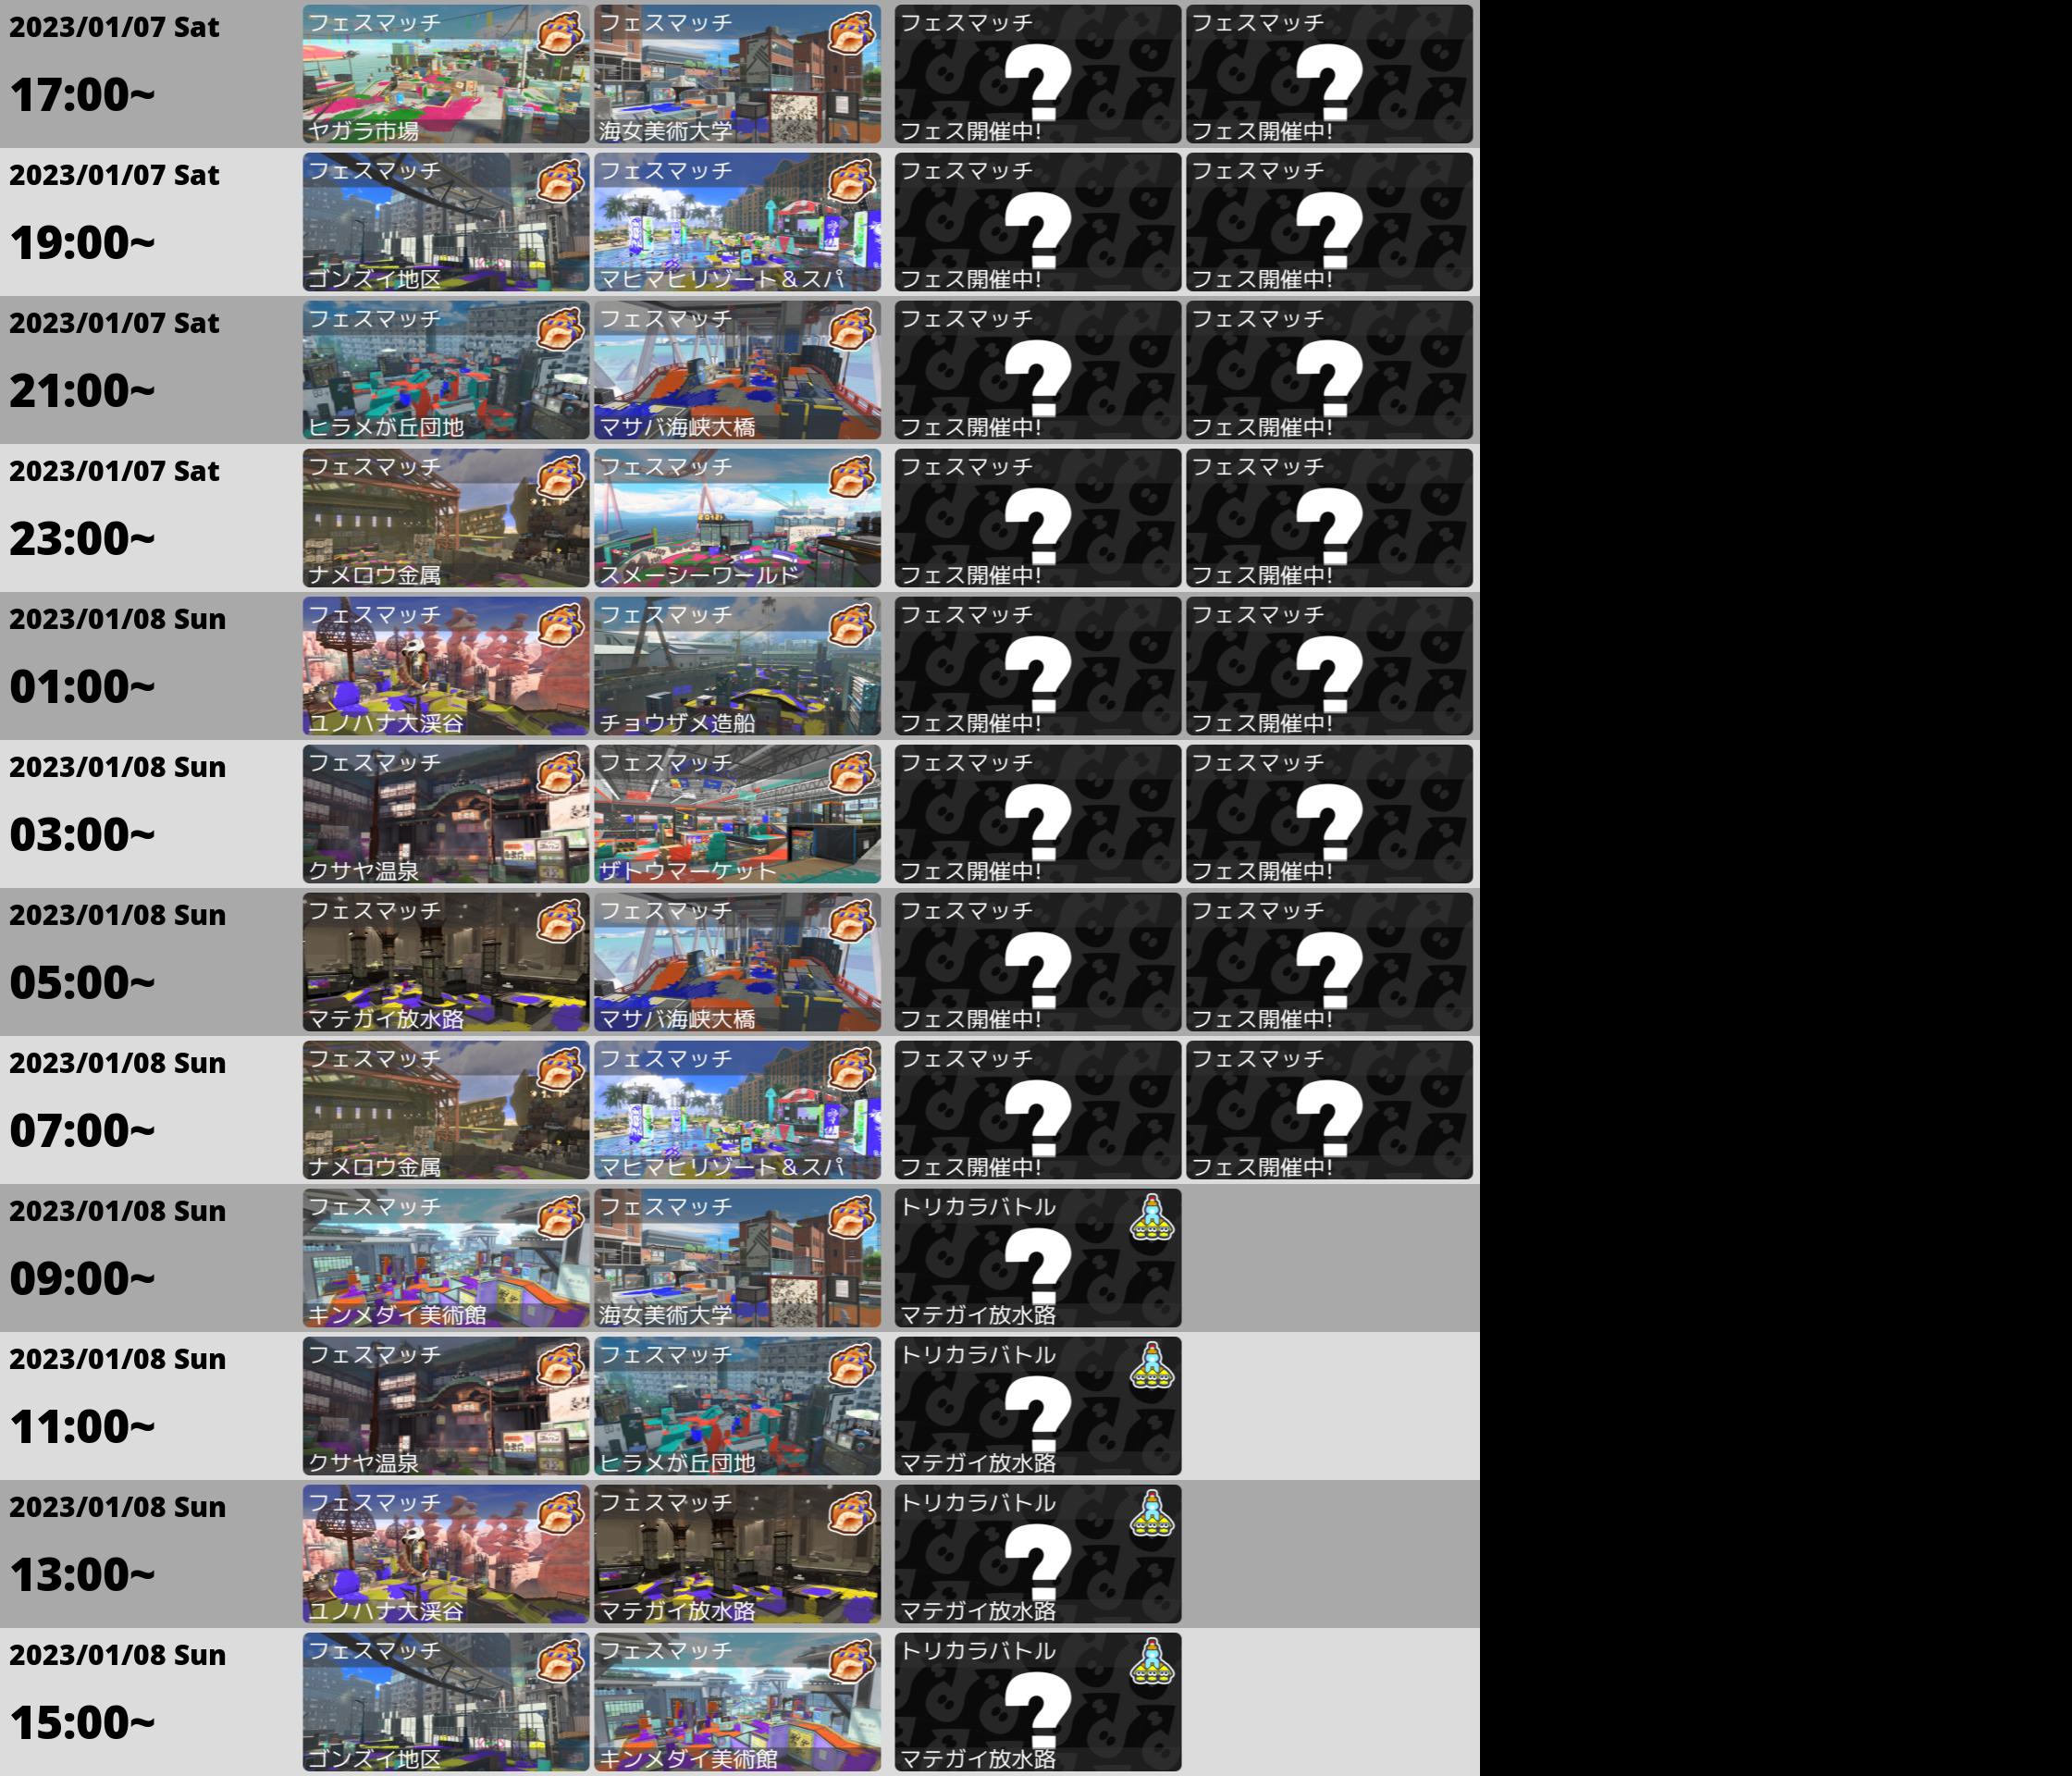 2023/01/07 Sat
17:00~
フェスマッチ
ヤガラ市場
フェスマッチ
海女美術大学
フェスマッチ
?
フェス開催中!
フェスマッチ
?
フェス開催中!
2023/01/07 Sat
19:00~
フェスマッチ
ゴンズイ地区
フェスマッチ
マヒマヒリゾート&スパ
フェスマッチ
?
フェス開催中!
フェスマッチ
?
フェス開催中!
2023/01/07 Sat
21:00~
フェスマッチ
ヒラメが丘団地
フェスマッチ
マサバ海峡大橋
フェスマッチ
?
フェス開催中!
フェスマッチ
?
フェス開催中!
2023/01/07 Sat
23:00~
フェスマッチ
ナメロウ金属
フェスマッチ
スメーシーワールド
フェスマッチ
?
フェス開催中!
フェスマッチ
?
フェス開催中!
2023/01/08 Sun
01:00~
フェスマッチ
ユノハナ大渓谷
フェスマッチ
チョウザメ造船
フェスマッチ
?
フェス開催中!
フェスマッチ
?
フェス開催中!
2023/01/08 Sun
03:00~
フェスマッチ
クサヤ温泉
フェスマッチ
ザトウマーケット
フェスマッチ
?
フェス開催中!
フェスマッチ
?
フェス開催中!
2023/01/08 Sun
05:00~
フェスマッチ
マテガイ放水路
フェスマッチ
マサバ海峡大橋
フェスマッチ
?
フェス開催中!
フェスマッチ
?
フェス開催中!
2023/01/08 Sun
07:00~
フェスマッチ
ナメロウ金属
フェスマッチ
マヒマヒリゾート&スパ
フェスマッチ
?
フェス開催中!
フェスマッチ
?
フェス開催中!
2023/01/08 Sun
09:00~
フェスマッチ
キンメダイ美術館
フェスマッチ
海女美術大学
トリカラバトル
?
マテガイ放水路
2023/01/08 Sun
11:00~
フェスマッチ
クサヤ温泉
フェスマッチ
ヒラメが丘団地
トリカラバトル
?
マテガイ放水路
2023/01/08 Sun
13:00~
フェスマッチ
ユノハナ大渓谷
フェスマッチ
マテガイ放水路
トリカラバトル
?
マテガイ放水路
2023/01/08 Sun
15:00~
フェスマッチ
ゴンズイ地区
フェスマッチ
キンメダイ美術館
トリカラバトル
?
マテガイ放水路